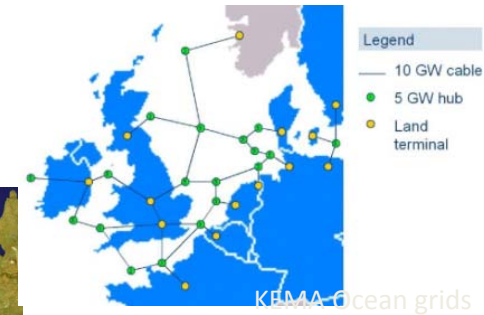 Legend
10 GW cable
5 GW hub
Land
terminal
KEMA Ocean grids